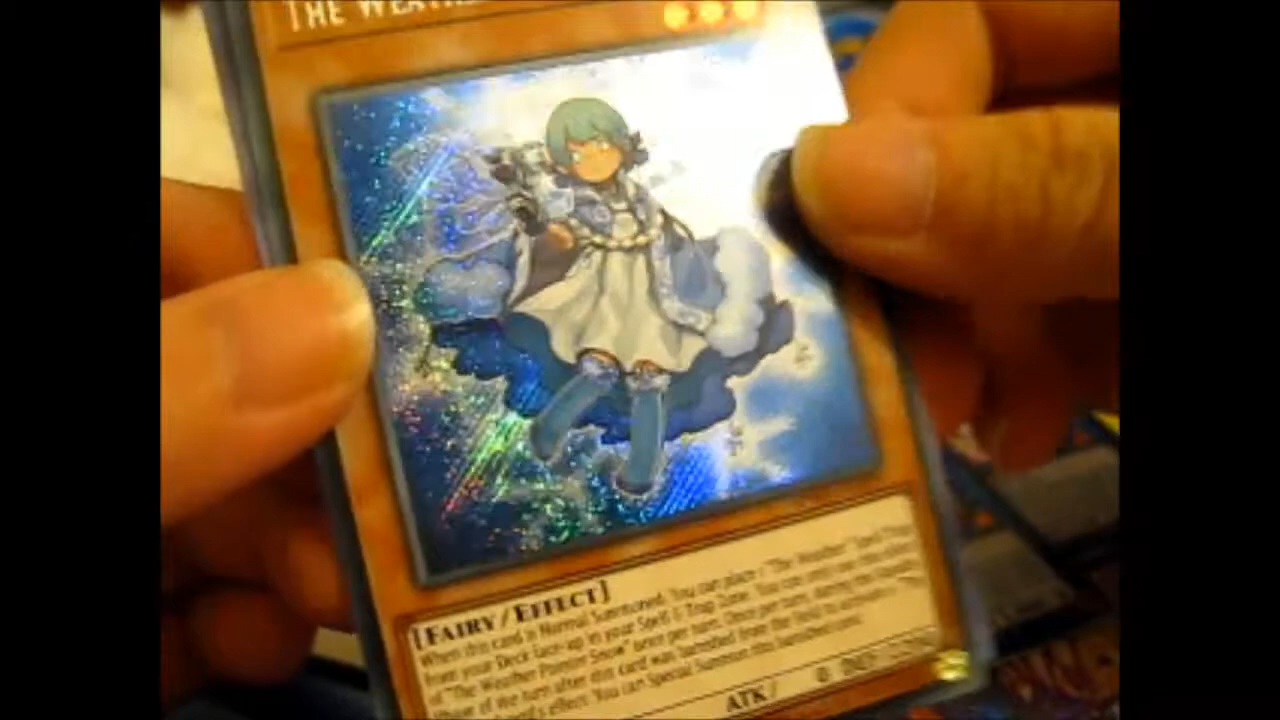 THE WEATHE
[FAIRY / EFFECT]
When this card is Normal Summoned: You can place 1 "The Weather" Spell/Trap
from your Deck face-up in your Spell & Trap Zone. You can only use this effect
of "The Weather Painter Snow" once per turn. Once per turn, during the Standby
Phase of the turn after this card was banished from the field to activate a
card's effect: You can Special Summon this banished card.
ATK/